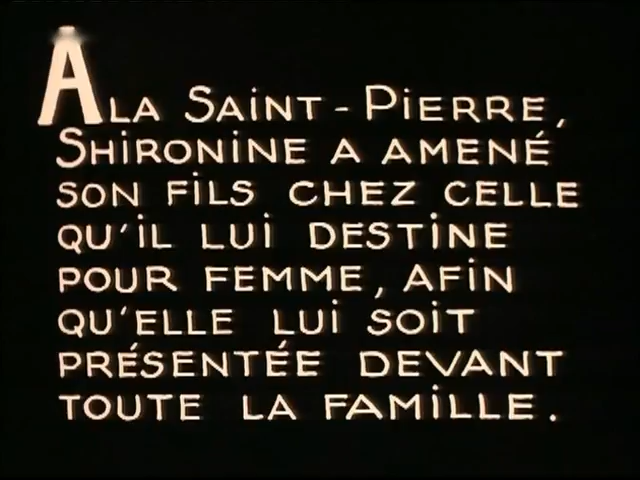 À LA SAiNT-PiERRE,
SHIRONINE A AMENÉ
SON FiLS CHEZ CELLE
QU'iL LUi DESTiNE
POUR FEMME, AFiN
QU'ELLE LUi SOiT
PRÉSENTÉE DEVANT
TOUTE LA FAMiLLE.